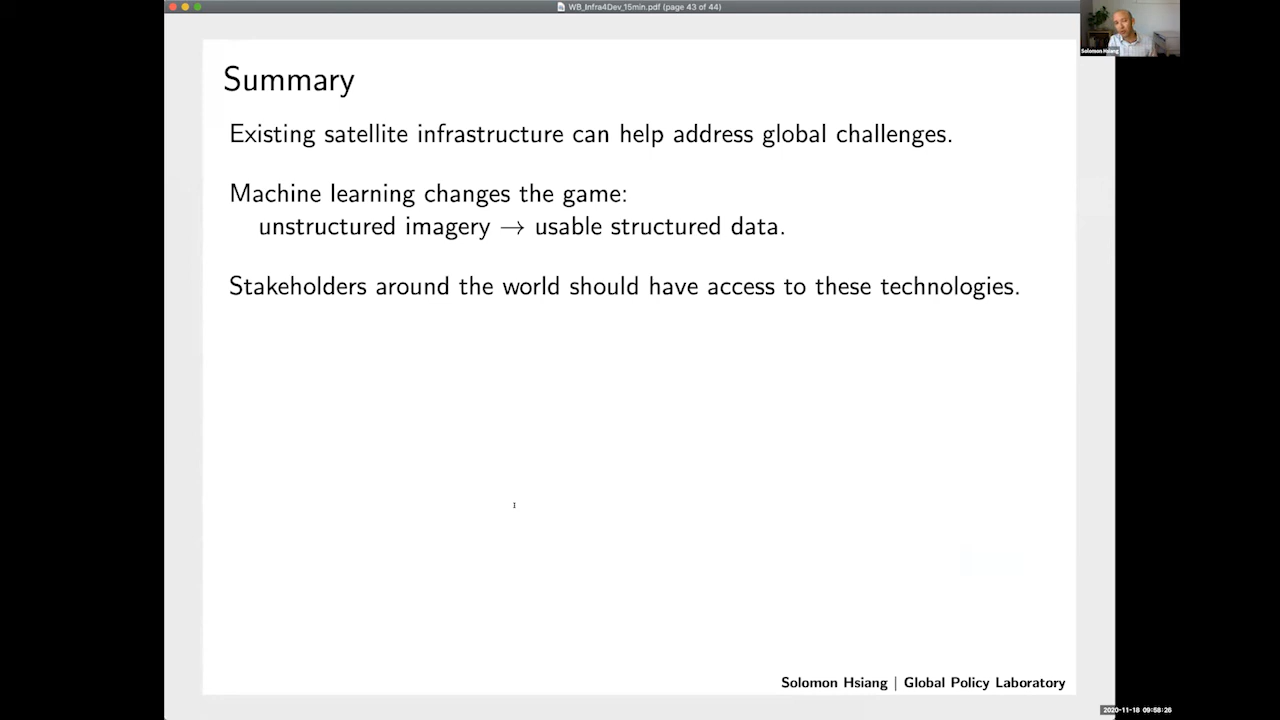 WB_Infra4Dev_15min.pdf (page 43 of 44)
Solomon Hsiang
Summary
Existing satellite infrastructure can help address global challenges.
Machine learning changes the game:
unstructured imagery → usable structured data.
Stakeholders around the world should have access to these technologies.
Solomon Hsiang | Global Policy Laboratory
2020-11-18 09:58:26